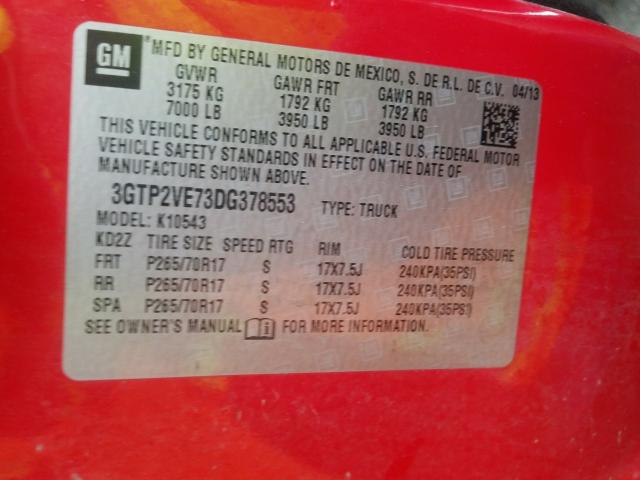 GM
MFD BY GENERAL MOTORS DE MEXICO, S. DE R.L. DE C.V. 04/13
GVWR GAWR FRT GAWR RR
3175 KG 1792 KG 1792 KG
7000 LB 3950 LB 3950 LB
THIS VEHICLE CONFORMS TO ALL APPLICABLE U.S. FEDERAL MOTOR
VEHICLE SAFETY STANDARDS IN EFFECT ON THE DATE OF
MANUFACTURE SHOWN ABOVE.
3GTP2VE73DG378553 TYPE: TRUCK
MODEL: K10543
KD2Z TIRE SIZE SPEED RTG RIM COLD TIRE PRESSURE
FRT P265/70R17 S 17X7.5J 240KPA(35PSI)
RR P265/70R17 S 17X7.5J 240KPA(35PSI)
SPA P265/70R17 S 17X7.5J 240KPA(35PSI)
SEE OWNER'S MANUAL FOR MORE INFORMATION.